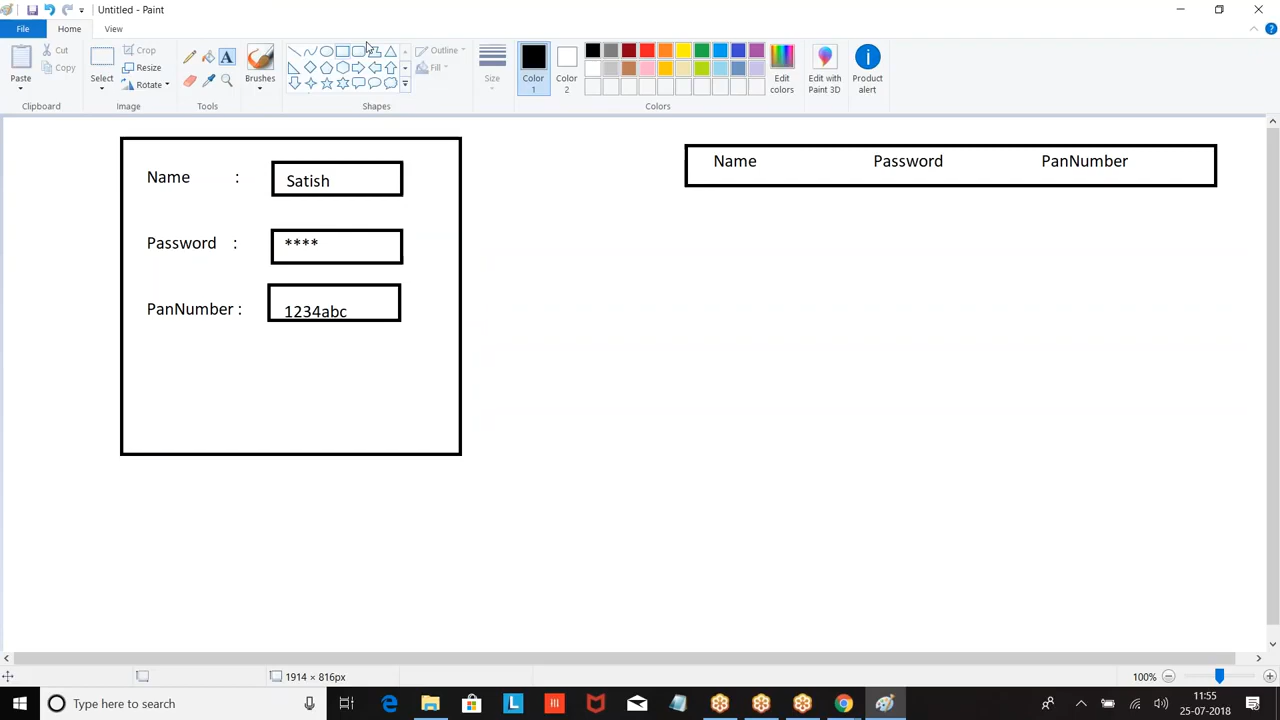 Untitled - Paint
File
Home
View
Paste
Cut
Copy
Clipboard
Select
Crop
Resize
Rotate
Image
Tools
Brushes
Shapes
Outline
Fill
Size
Color
1
Color
2
Colors
Edit
colors
Edit with
Paint 3D
Product
alert
Name :
Satish
Password :
****
PanNumber :
1234abc
Name Password PanNumber
1914 × 816px
100%
Type here to search
11:55
25-07-2018